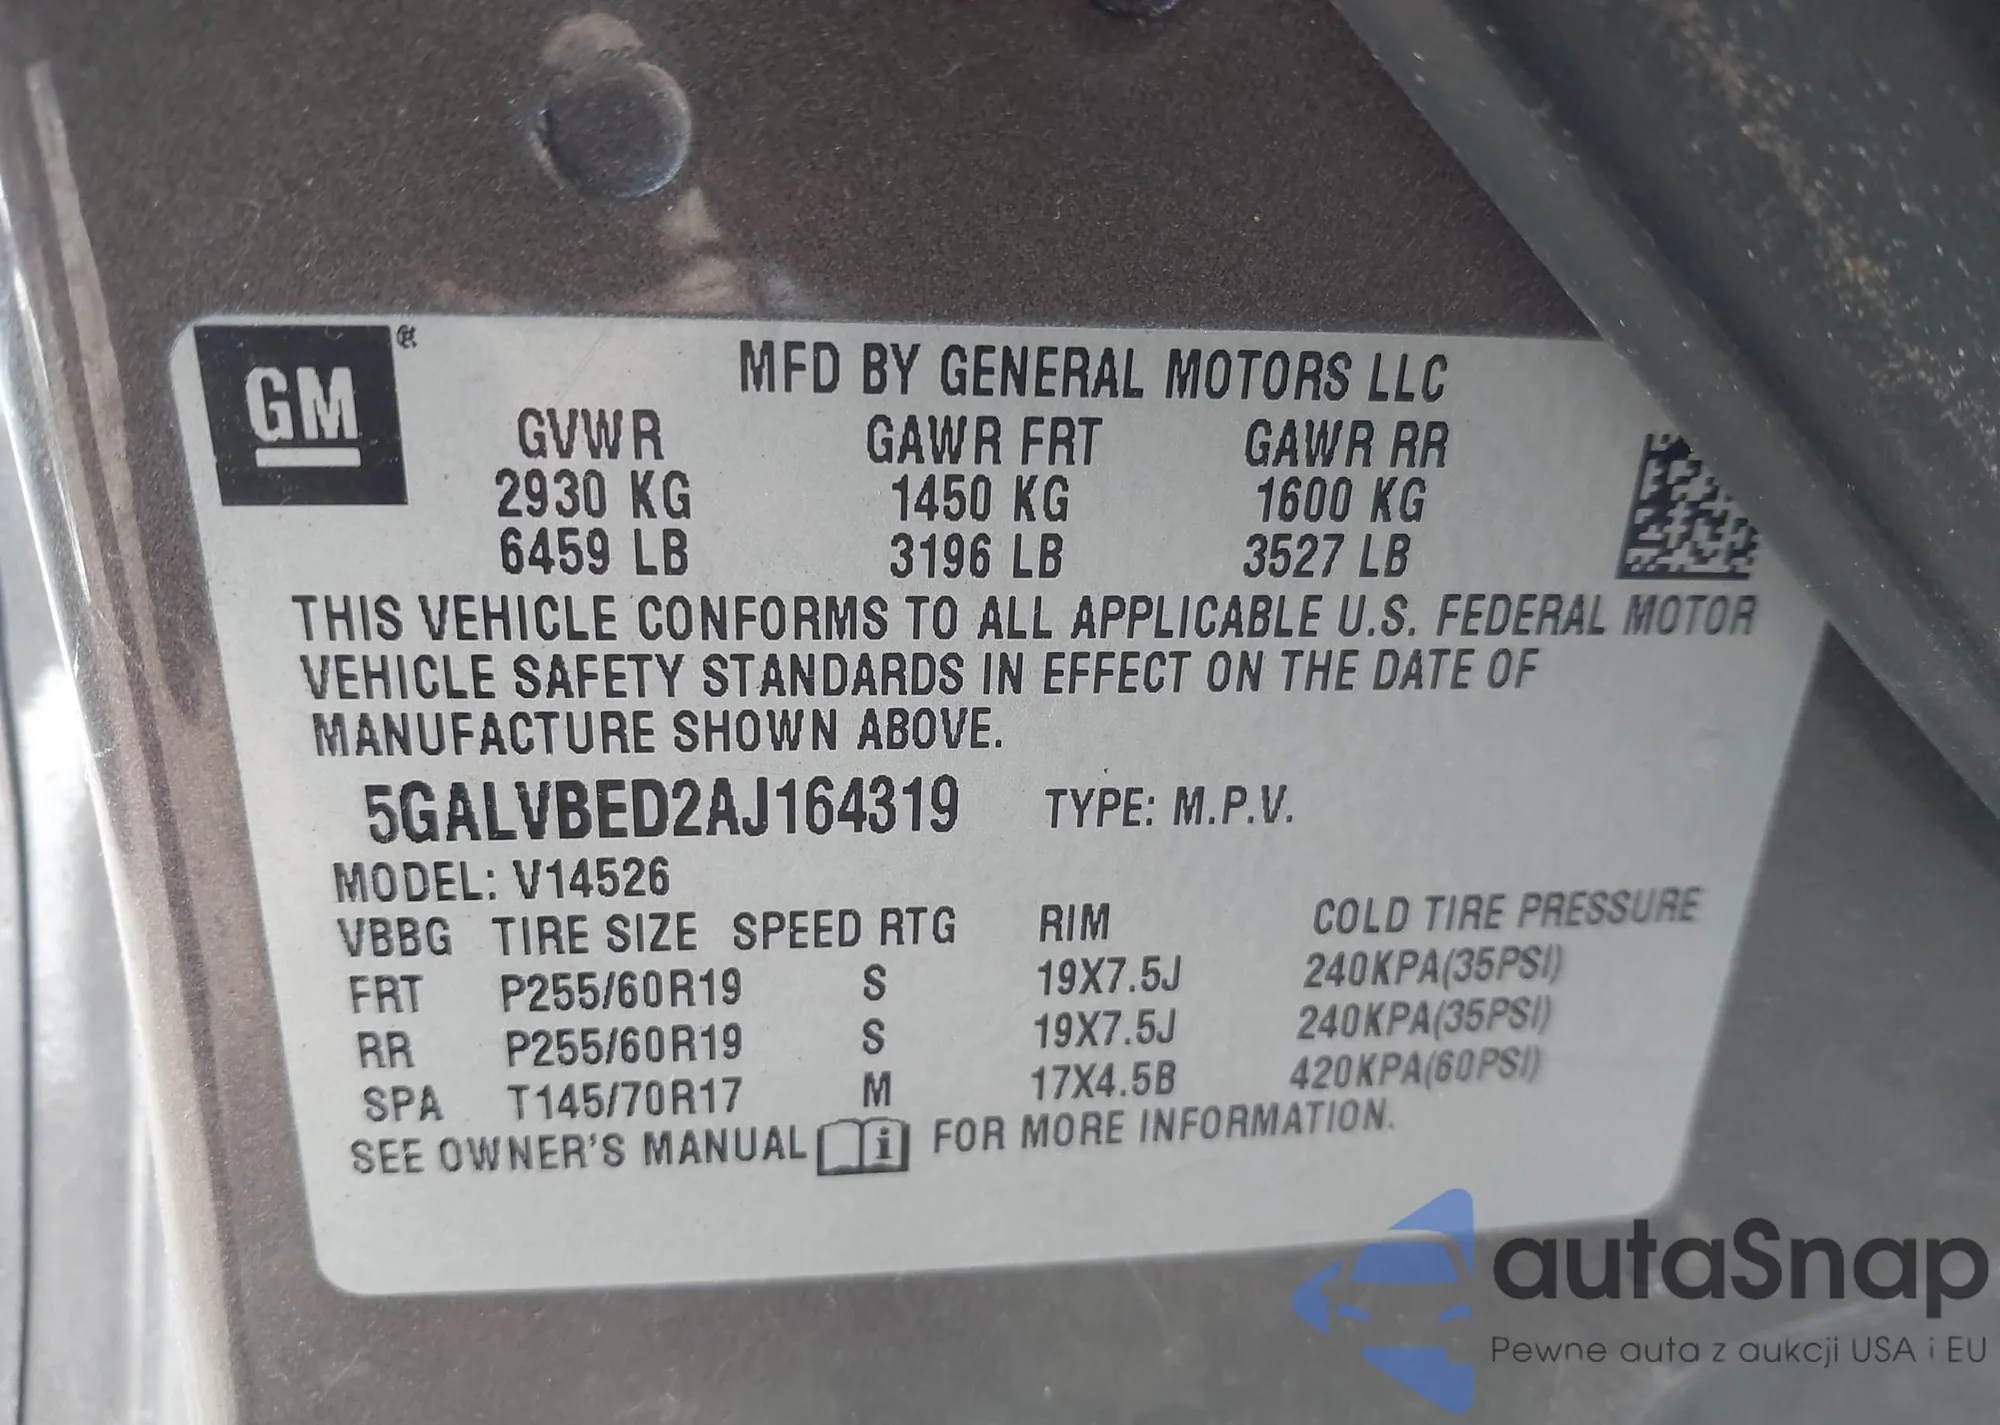 GM ®
MFD BY GENERAL MOTORS LLC
GVWR GAWR FRT GAWR RR
2930 KG 1450 KG 1600 KG
6459 LB 3196 LB 3527 LB
THIS VEHICLE CONFORMS TO ALL APPLICABLE U.S. FEDERAL MOTOR
VEHICLE SAFETY STANDARDS IN EFFECT ON THE DATE OF
MANUFACTURE SHOWN ABOVE.
5GALVBED2AJ164319 TYPE: M.P.V.
MODEL: V14526
VBBG TIRE SIZE SPEED RTG RIM COLD TIRE PRESSURE
FRT P255/60R19 S 19X7.5J 240KPA(35PSI)
RR P255/60R19 S 19X7.5J 240KPA(35PSI)
SPA T145/70R17 M 17X4.5B 420KPA(60PSI)
SEE OWNER'S MANUAL i FOR MORE INFORMATION.
autaSnap
Pewne auta z aukcji USA i EU